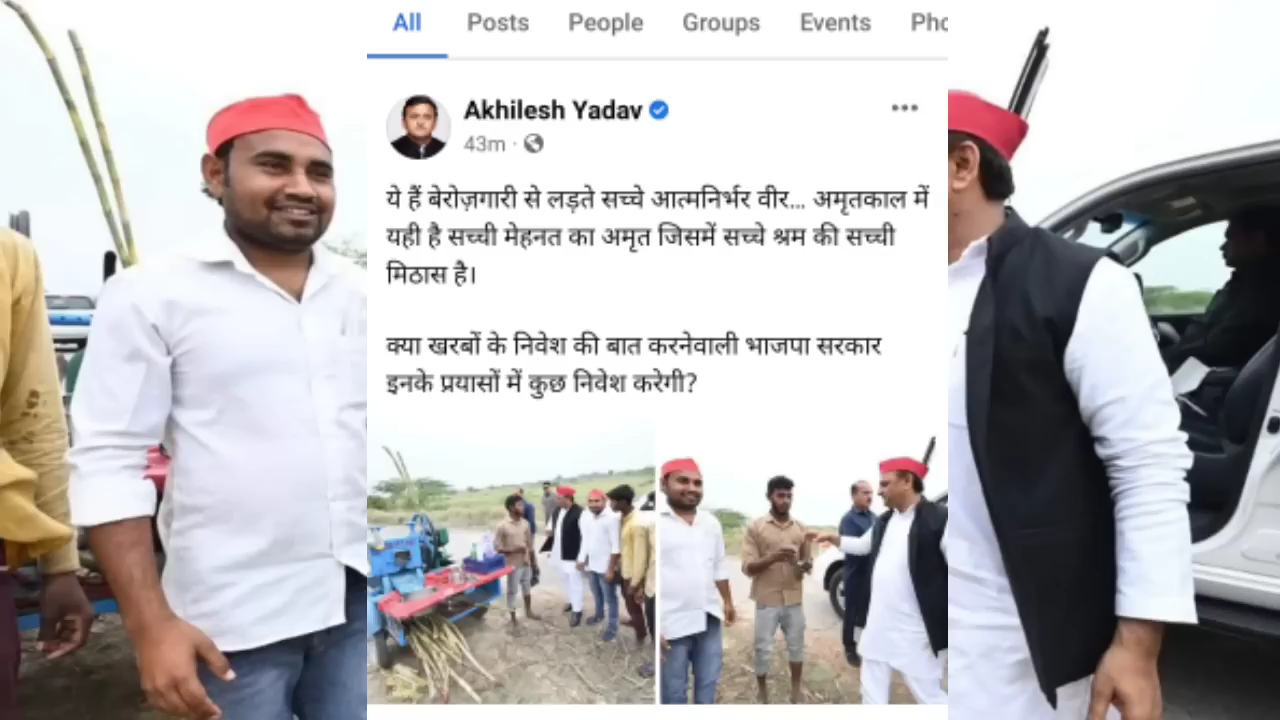 All Posts People Groups Events Pho
Akhilesh Yadav
43m ·
ये हैं बेरोज़गारी से लड़ते सच्चे आत्मनिर्भर वीर... अमृतकाल में
यही है सच्ची मेहनत का अमृत जिसमें सच्चे श्रम की सच्ची
मिठास है।
क्या खरबों के निवेश की बात करनेवाली भाजपा सरकार
इनके प्रयासों में कुछ निवेश करेगी?